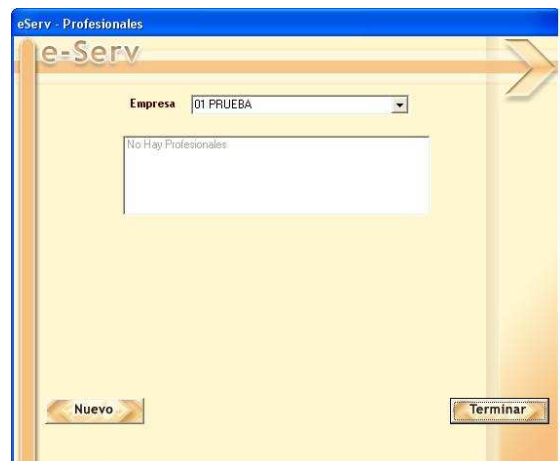 eServ - Profesionales
e-Serv
Empresa 01 PRUEBA
No Hay Profesionales
Nuevo
Terminar